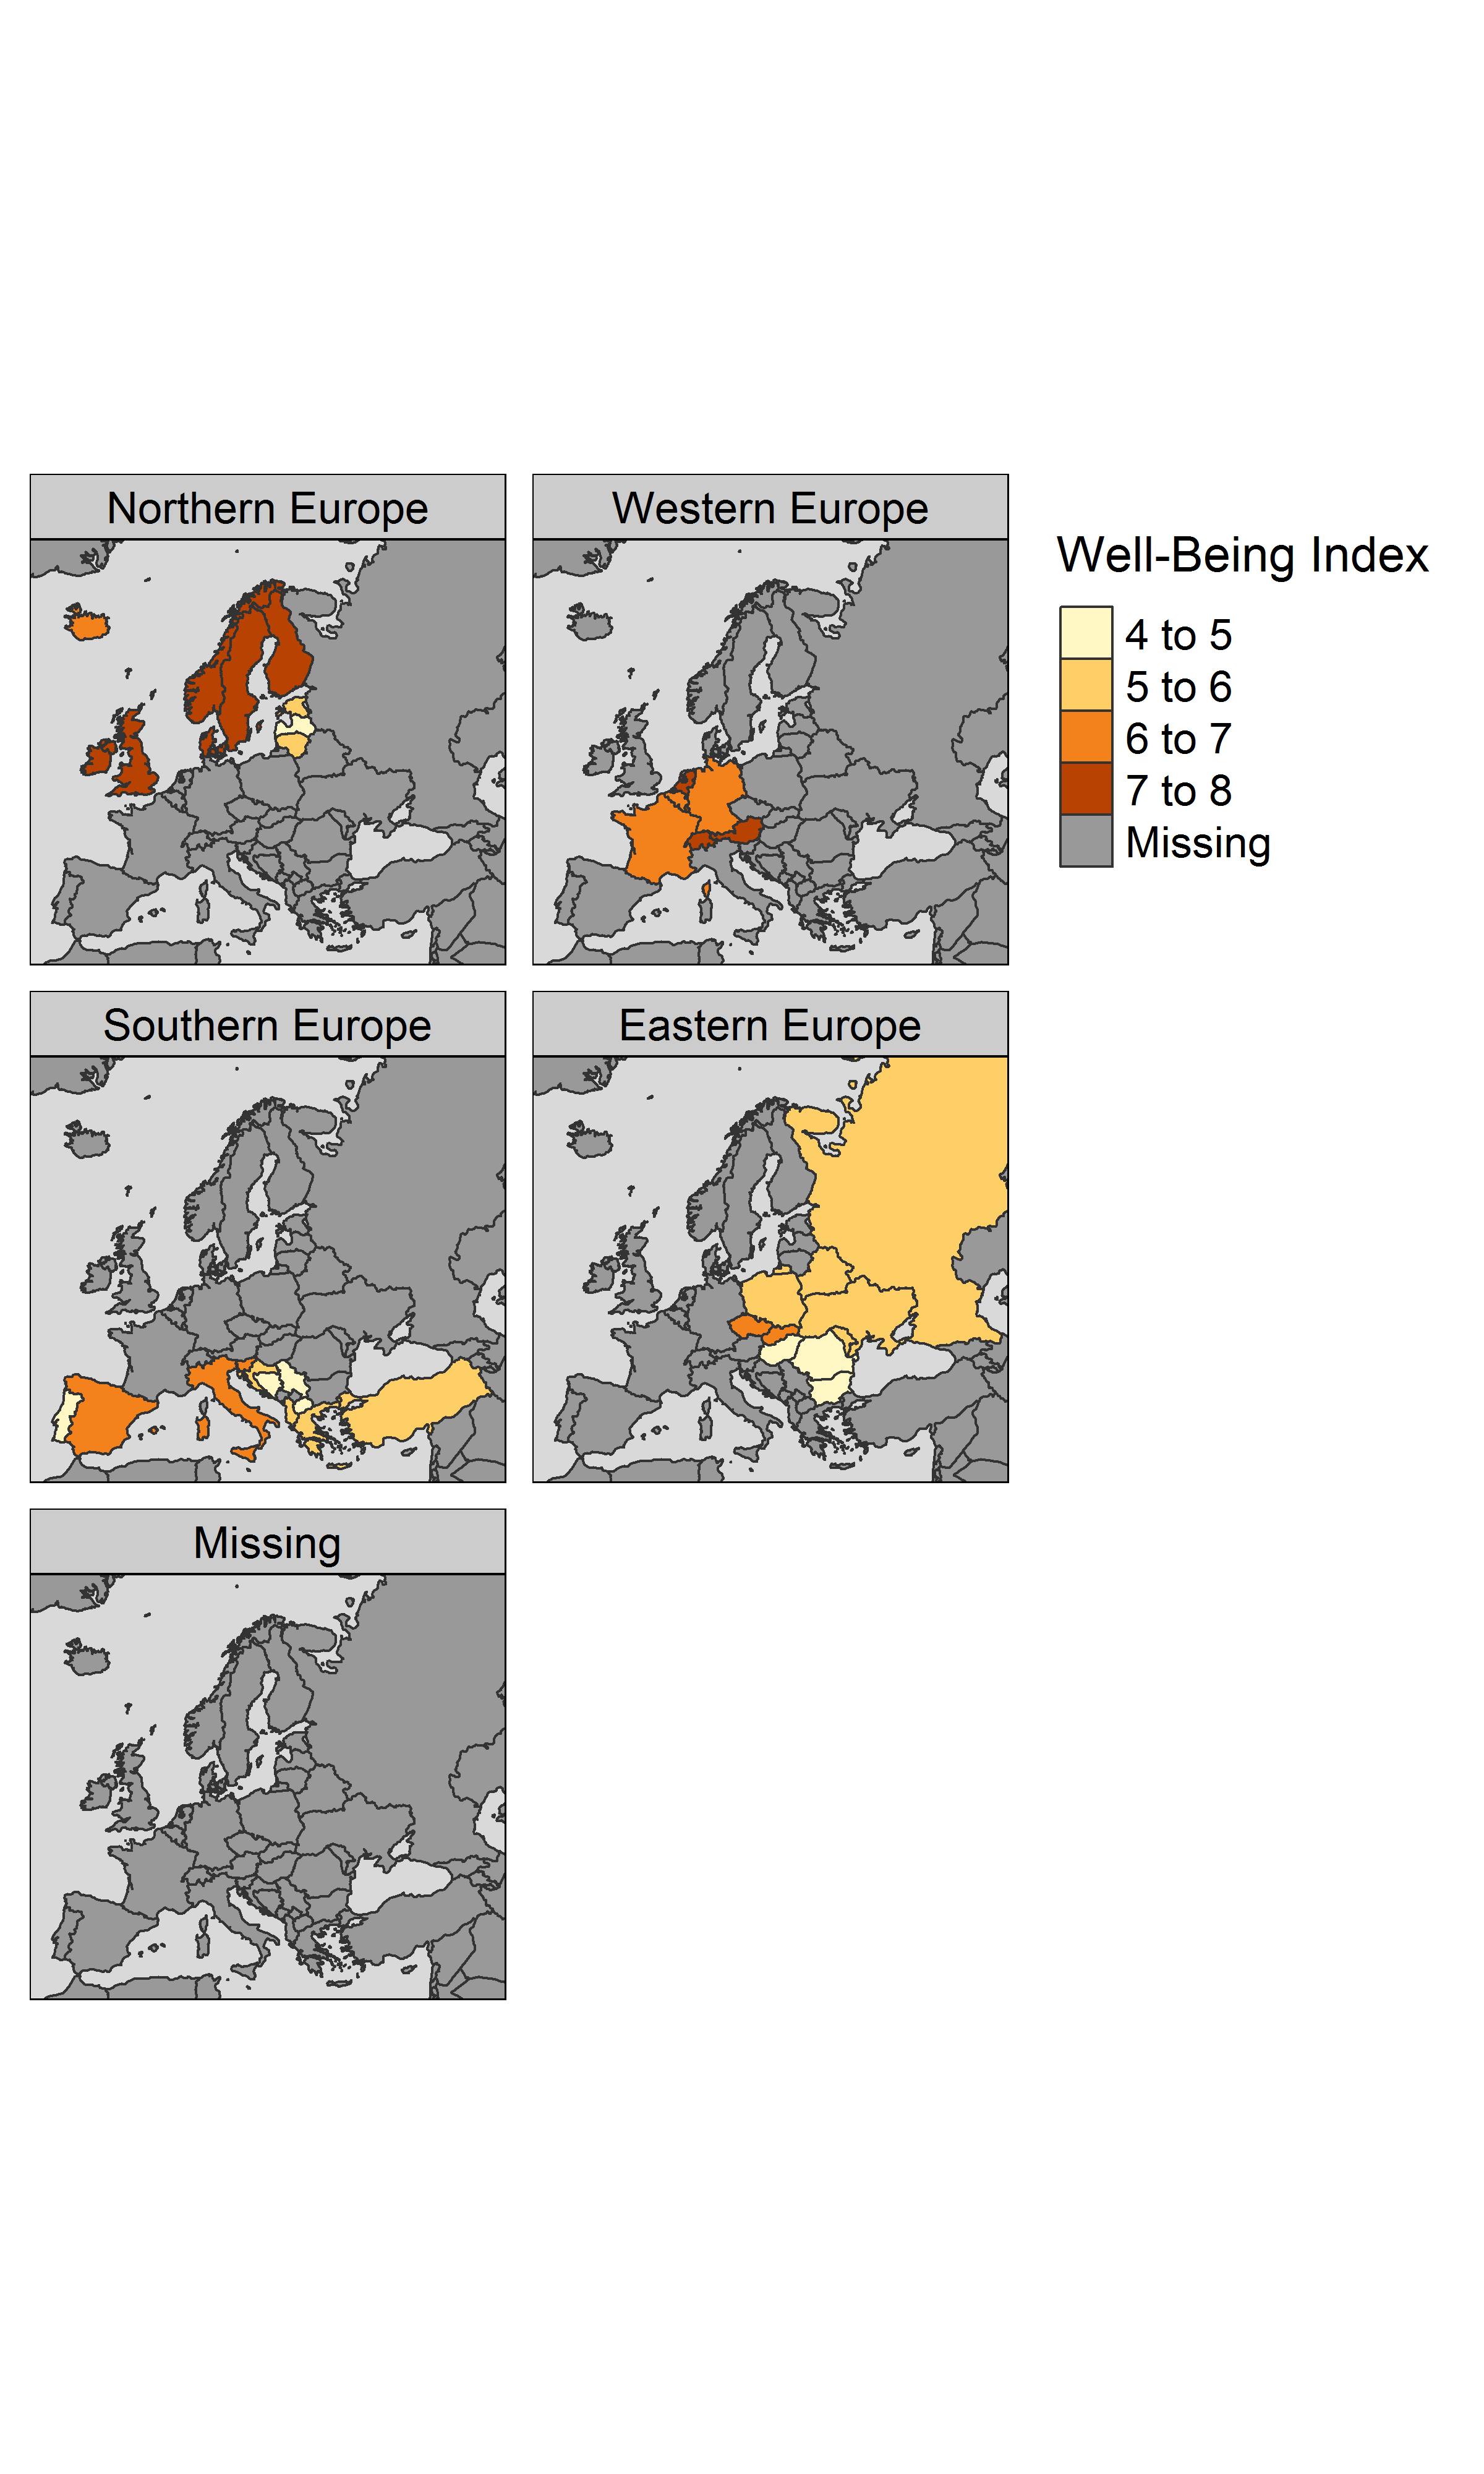 Northern Europe
Western Europe
Well-Being Index
4 to 5
5 to 6
6 to 7
7 to 8
Missing
Southern Europe
Eastern Europe
Missing